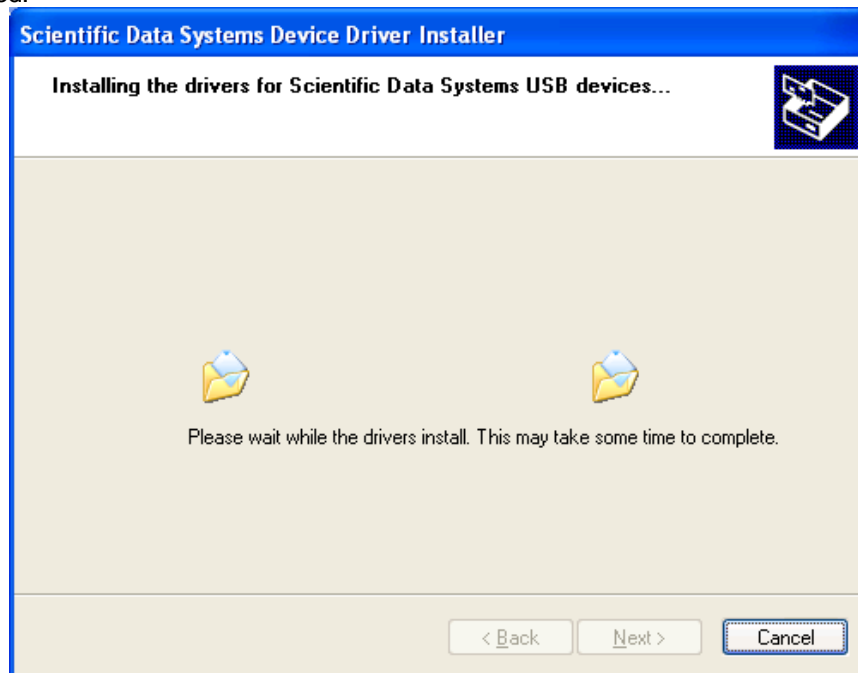 Scientific Data Systems Device Driver Installer
Installing the drivers for Scientific Data Systems USB devices...
Please wait while the drivers install. This may take some time to complete.
< Back
Next >
Cancel